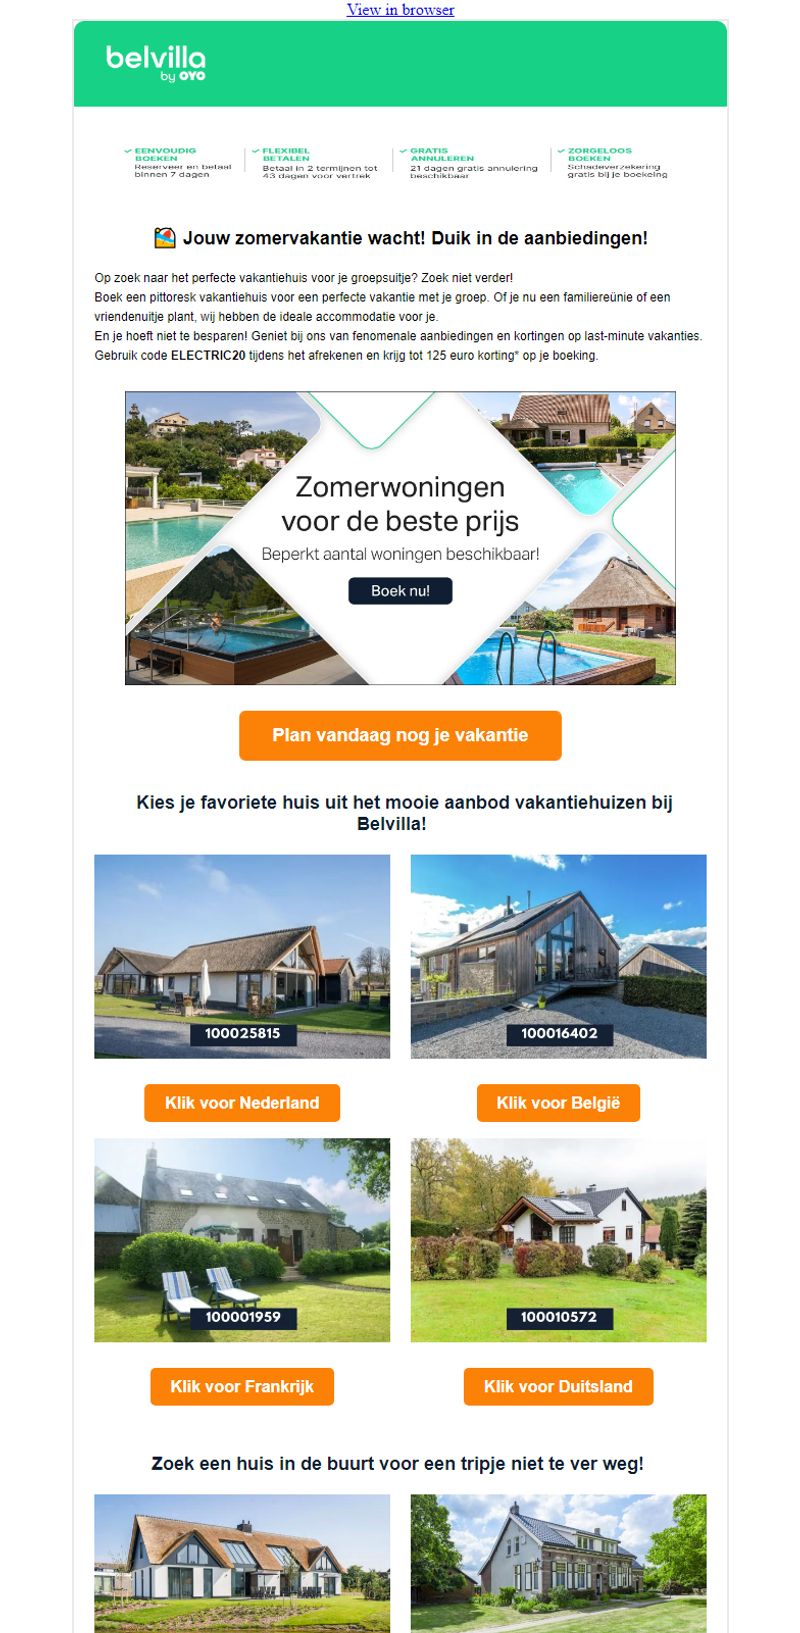 View in browser
belvilla
by OYO
EENVOUDIG
BOEKEN
Reserveer en betaal
binnen 7 dagen
FLEXIBEL
BETALEN
Betaal in 2 termijnen tot
43 dagen voor vertrek
GRATIS
ANNULEREN
21 dagen gratis annulering
beschikbaar
ZORGELOOS
BOEKEN
Schadeverzekering
gratis bij je boeking
Jouw zomervakantie wacht! Duik in de aanbiedingen!
Op zoek naar het perfecte vakantiehuis voor je groepsuitje? Zoek niet verder!
Boek een pittoresk vakantiehuis voor een perfecte vakantie met je groep. Of je nu een familiereünie of een
vriendenuitje plant, wij hebben de ideale accommodatie voor je.
En je hoeft niet te besparen! Geniet bij ons van fenomenale aanbiedingen en kortingen op last-minute vakanties.
Gebruik code ELECTRIC20 tijdens het afrekenen en krijg tot 125 euro korting* op je boeking.
Zomerwoningen
voor de beste prijs
Beperkt aantal woningen beschikbaar!
Boek nu!
Plan vandaag nog je vakantie
Kies je favoriete huis uit het mooie aanbod vakantiehuizen bij
Belvilla!
100025815
100016402
Klik voor Nederland
Klik voor België
100001959
100010572
Klik voor Frankrijk
Klik voor Duitsland
Zoek een huis in de buurt voor een tripje niet te ver weg!